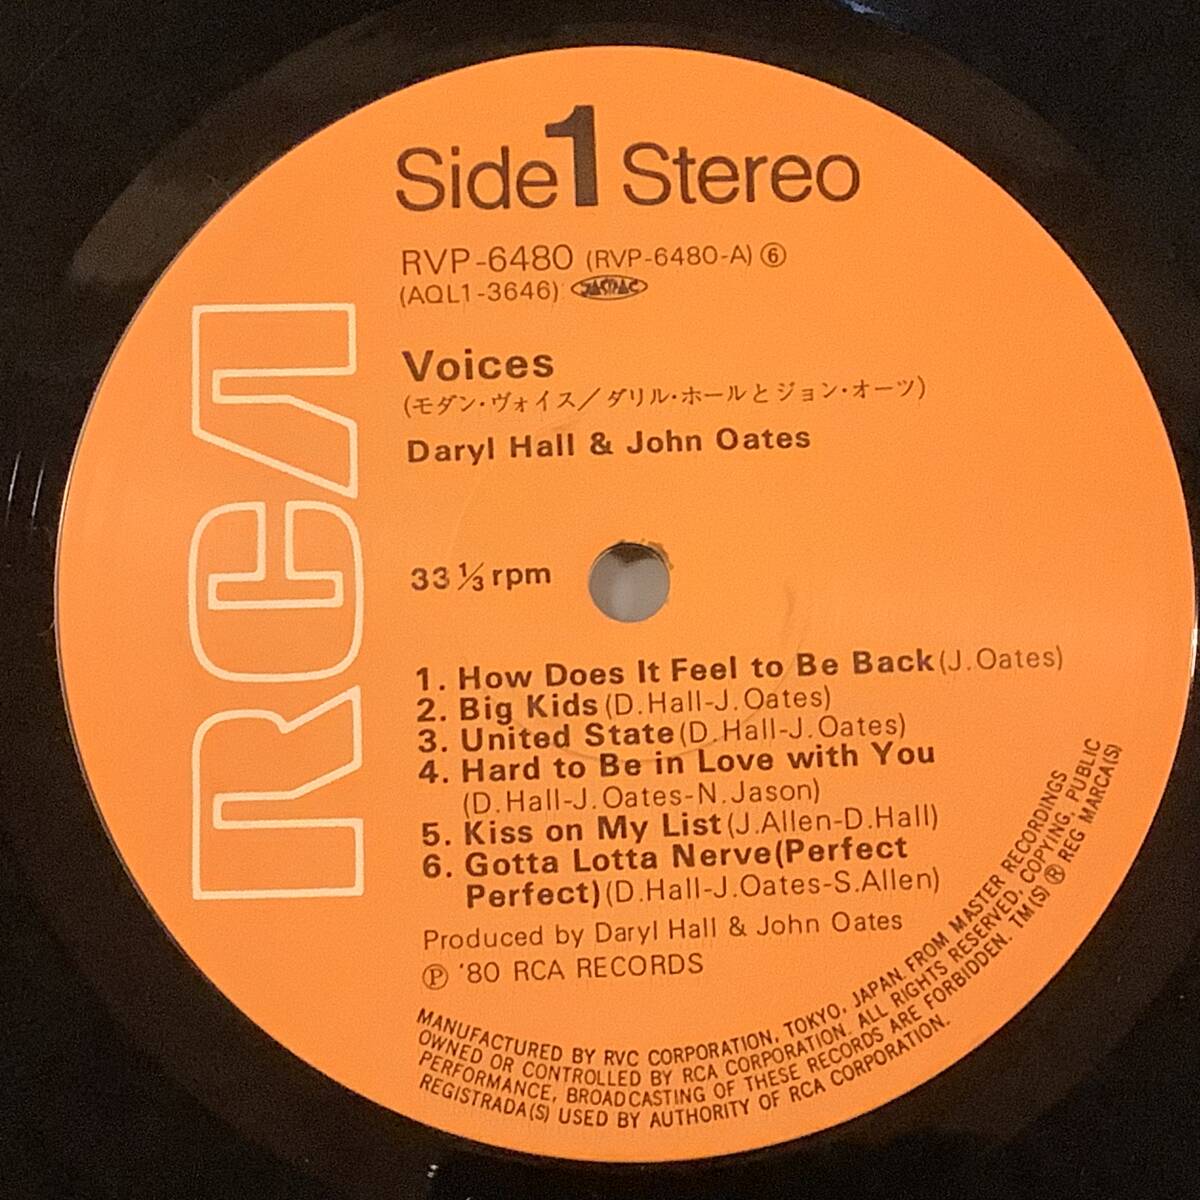 Side 1 Stereo
RVP-6480 (RVP-6480-A) ⑥
(AQL1-3646) JASRAC
RCA
Voices
(モダン・ヴォイス/ダリル・ホールとジョン・オーツ)
Daryl Hall & John Oates
33 1/3 rpm
1. How Does It Feel to Be Back (J.Oates)
2. Big Kids (D.Hall-J.Oates)
3. United State (D.Hall-J.Oates)
4. Hard to Be in Love with You
(D.Hall-J.Oates-N.Jason)
5. Kiss on My List (J.Allen-D.Hall)
6. Gotta Lotta Nerve(Perfect
Perfect) (D.Hall-J.Oates-S.Allen)
Produced by Daryl Hall & John Oates
Ⓟ '80 RCA RECORDS
MANUFACTURED BY RVC CORPORATION, TOKYO, JAPAN. FROM MASTER RECORDINGS
OWNED OR CONTROLLED BY RCA CORPORATION. ALL RIGHTS RESERVED, COPYING, PUBLIC
PERFORMANCE, BROADCASTING OF THESE RECORDS ARE FORBIDDEN. TM(S) ® REG MARCA(S)
REGISTRADA(S) USED BY AUTHORITY OF RCA CORPORATION.